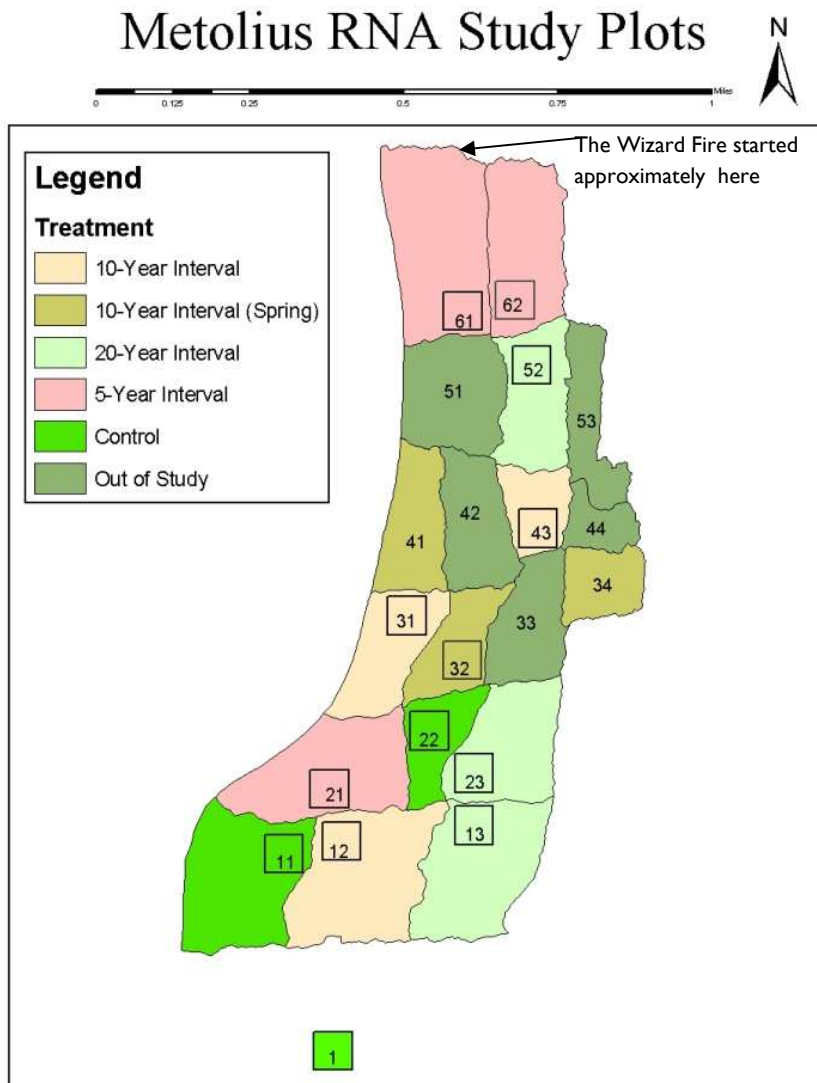 Metolius RNA Study Plots
N
0 0.125 0.25 0.5 0.75 1 Miles
The Wizard Fire started
approximately here
Legend
Treatment
10-Year Interval
10-Year Interval (Spring)
20-Year Interval
5-Year Interval
Control
Out of Study
61
62
51
52
53
41
42
43
44
34
31
32
33
22
23
21
11
12
13
1